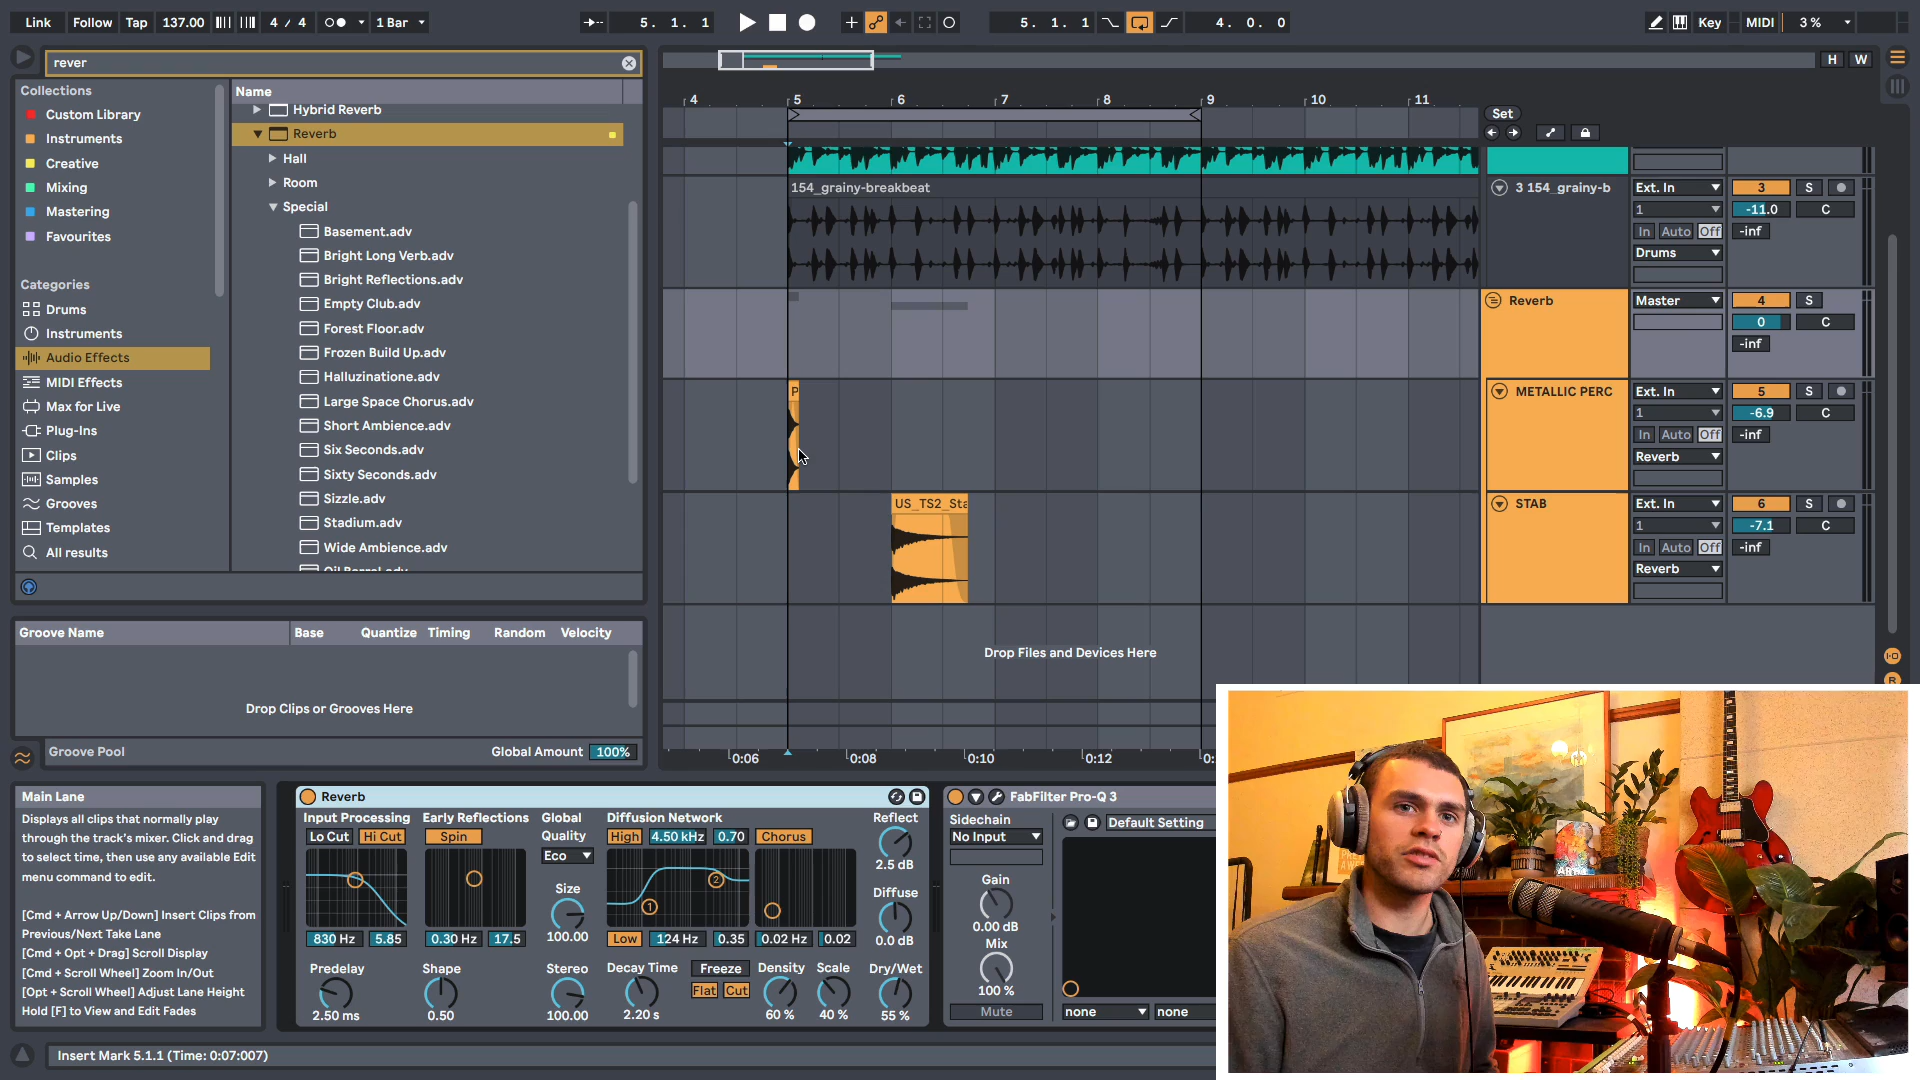 Link Follow Tap 137.00 4 / 4 1 Bar 5. 1. 1 5. 1. 1 4. 0. 0 Key MIDI 3 %
rever
Collections
Custom Library
Instruments
Creative
Mixing
Mastering
Favourites
Categories
Drums
Instruments
Audio Effects
MIDI Effects
Max for Live
Plug-Ins
Clips
Samples
Grooves
Templates
All results
Name
Hybrid Reverb
Reverb
Hall
Room
Special
Basement.adv
Bright Long Verb.adv
Bright Reflections.adv
Empty Club.adv
Forest Floor.adv
Frozen Build Up.adv
Halluzinatione.adv
Large Space Chorus.adv
Short Ambience.adv
Six Seconds.adv
Sixty Seconds.adv
Sizzle.adv
Stadium.adv
Wide Ambience.adv
H W
4 5 6 7 8 9 10 11
Set
154_grainy-breakbeat
3 154_grainy-b Ext. In 3 S
1 -11.0 C
In Auto Off -inf
Drums
Reverb Master 4 S
0 C
-inf
P
METALLIC PERC Ext. In 5 S
1 -6.9 C
In Auto Off -inf
Reverb
US_TS2_Sta
STAB Ext. In 6 S
1 -7.1 C
In Auto Off -inf
Reverb
Drop Files and Devices Here
0:06 0:08 0:10 0:12 0:
Groove Name Base Quantize Timing Random Velocity
Drop Clips or Grooves Here
Groove Pool Global Amount 100%
Main Lane
Displays all clips that normally play
through the track's mixer. Click and drag
to select time, then use any available Edit
menu command to edit.
[Cmd + Arrow Up/Down] Insert Clips from
Previous/Next Take Lane
[Cmd + Opt + Drag] Scroll Display
[Cmd + Scroll Wheel] Zoom In/Out
[Opt + Scroll Wheel] Adjust Lane Height
Hold [F] to View and Edit Fades
Reverb
Input Processing Early Reflections Global Diffusion Network Reflect
Lo Cut Hi Cut Spin Quality High 4.50 kHz 0.70 Chorus
Eco 2.5 dB
Size Diffuse
1 2
830 Hz 5.85 0.30 Hz 17.5 100.00 Low 124 Hz 0.35 0.02 Hz 0.02 0.0 dB
Predelay Shape Stereo Decay Time Freeze Density Scale Dry/Wet
Flat Cut
2.50 ms 0.50 100.00 2.20 s 60 % 40 % 55 %
FabFilter Pro-Q 3
Sidechain
No Input Default Setting
Gain
0.00 dB
Mix
100 %
Mute none none
Insert Mark 5.1.1 (Time: 0:07:007)